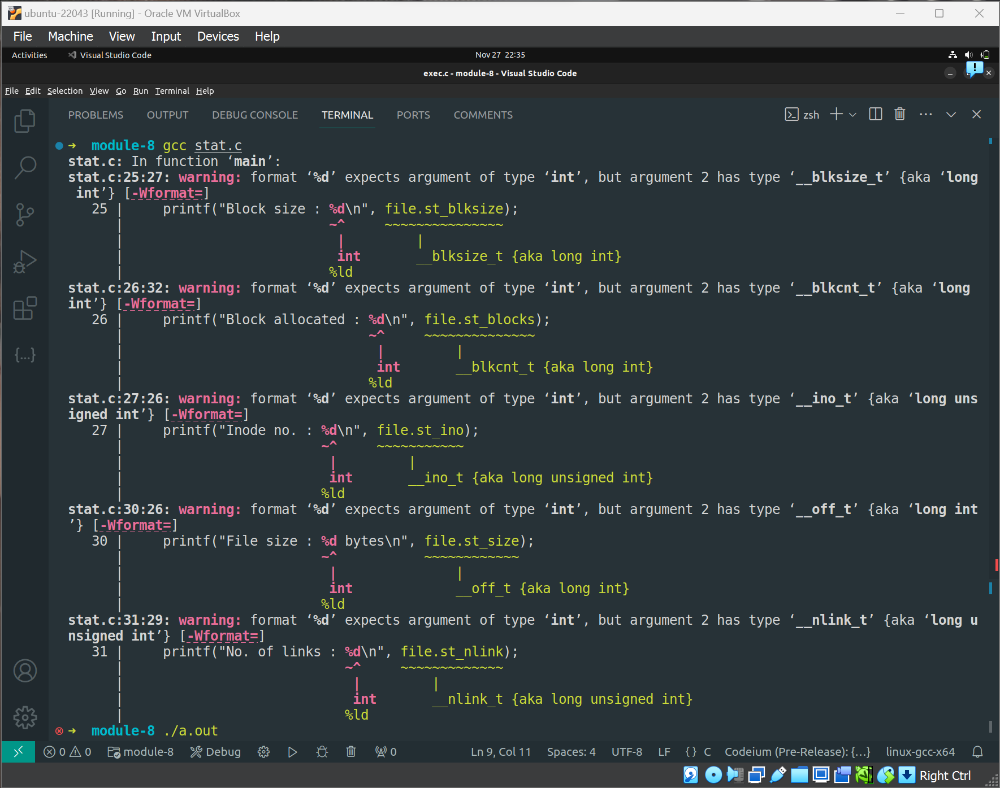 ubuntu-22043 [Running] - Oracle VM VirtualBox
File Machine View Input Devices Help
Activities Visual Studio Code Nov 27 22:35
exec.c - module-8 - Visual Studio Code
File Edit Selection View Go Run Terminal Help
PROBLEMS OUTPUT DEBUG CONSOLE TERMINAL PORTS COMMENTS zsh
➜ module-8 gcc stat.c
stat.c: In function ‘main’:
stat.c:25:27: warning: format ‘%d’ expects argument of type ‘int’, but argument 2 has type ‘__blksize_t’ {aka ‘long
int’} [-Wformat=]
25 | printf("Block size : %d\n", file.st_blksize);
| ~^ ~~~~~~~~~~~~~~~
| | |
| int __blksize_t {aka long int}
| %ld
stat.c:26:32: warning: format ‘%d’ expects argument of type ‘int’, but argument 2 has type ‘__blkcnt_t’ {aka ‘long
int’} [-Wformat=]
26 | printf("Block allocated : %d\n", file.st_blocks);
| ~^ ~~~~~~~~~~~~~~
| | |
| int __blkcnt_t {aka long int}
| %ld
stat.c:27:26: warning: format ‘%d’ expects argument of type ‘int’, but argument 2 has type ‘__ino_t’ {aka ‘long uns
igned int’} [-Wformat=]
27 | printf("Inode no. : %d\n", file.st_ino);
| ~^ ~~~~~~~~~~~
| | |
| int __ino_t {aka long unsigned int}
| %ld
stat.c:30:26: warning: format ‘%d’ expects argument of type ‘int’, but argument 2 has type ‘__off_t’ {aka ‘long int
’} [-Wformat=]
30 | printf("File size : %d bytes\n", file.st_size);
| ~^ ~~~~~~~~~~~~
| | |
| int __off_t {aka long int}
| %ld
stat.c:31:29: warning: format ‘%d’ expects argument of type ‘int’, but argument 2 has type ‘__nlink_t’ {aka ‘long u
nsigned int’} [-Wformat=]
31 | printf("No. of links : %d\n", file.st_nlink);
| ~^ ~~~~~~~~~~~~~
| | |
| int __nlink_t {aka long unsigned int}
| %ld
➜ module-8 ./a.out
0 0 module-8 Debug 0 Ln 9, Col 11 Spaces: 4 UTF-8 LF {} C Codeium (Pre-Release): {...} linux-gcc-x64
Right Ctrl